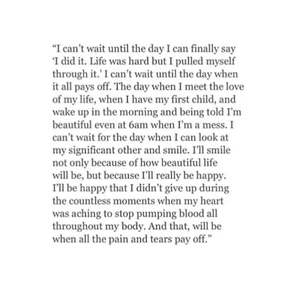 “I can’t wait until the day I can finally say
‘I did it. Life was hard but I pulled myself
through it.’ I can’t wait until the day when
it all pays off. The day when I meet the love
of my life, when I have my first child, and
wake up in the morning and being told I’m
beautiful even at 6am when I’m a mess. I
can’t wait for the day when I can look at
my significant other and smile. I’ll smile
not only because of how beautiful life
will be, but because I’ll really be happy.
I’ll be happy that I didn’t give up during
the countless moments when my heart
was aching to stop pumping blood all
throughout my body. And that, will be
when all the pain and tears pay off.”